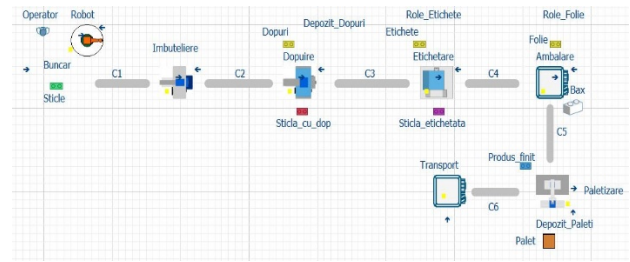 Operator
Robot
Role_Etichete
Role_Folie
Depozit_Dopuri
Dopuri
Etichete
Folie
Imbuteliere
Dopuire
Etichetare
Ambalare
Buncar
C1
C2
C3
C4
Sticle
Bax
Sticla_cu_dop
Sticla_etichetata
C5
Transport
Produs_finit
Paletizare
C6
Depozit_Paleti
Palet